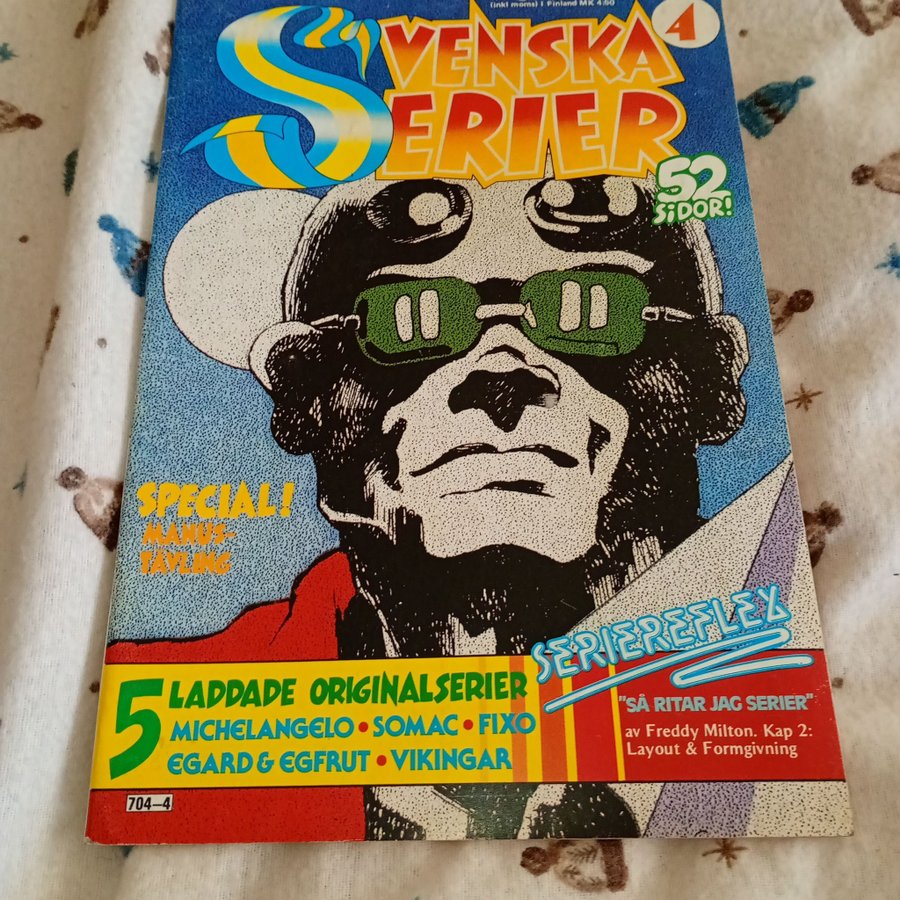 (inkl moms) i Finland MK 4:60
SVENSKA
SERIER
4
52
SiDOR!
SPECIAL!
MANUS-
TÄVLING
SERIEREFLEX
"SÅ RITAR JAG SERIER"
av Freddy Milton. Kap 2:
Layout & Formgivning
5 LADDADE ORIGINALSERIER
MICHELANGELO • SOMAC • FIXO
EGARD & EGFRUT • VIKINGAR
704-4